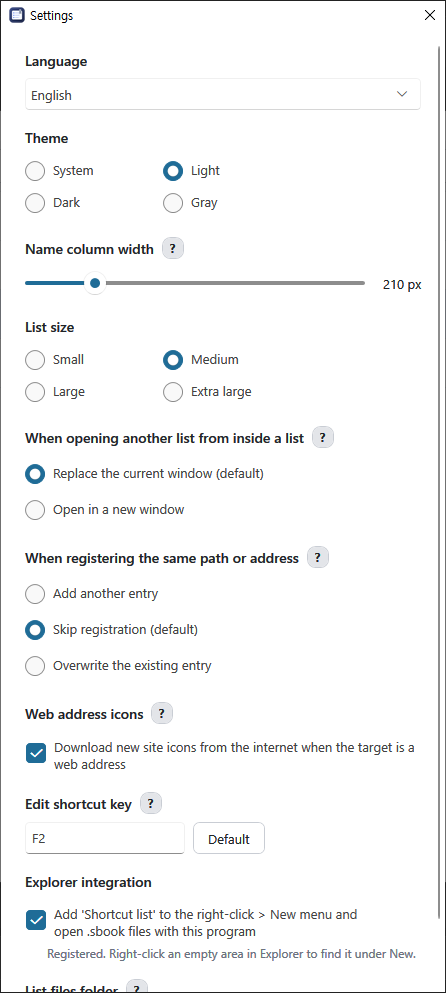 Settings
Language
English
Theme
System
Light
Dark
Gray
Name column width ?
210 px
List size
Small
Medium
Large
Extra large
When opening another list from inside a list ?
Replace the current window (default)
Open in a new window
When registering the same path or address ?
Add another entry
Skip registration (default)
Overwrite the existing entry
Web address icons ?
Download new site icons from the internet when the target is a
web address
Edit shortcut key ?
F2
Default
Explorer integration
Add 'Shortcut list' to the right-click > New menu and
open .sbook files with this program
Registered. Right-click an empty area in Explorer to find it under New.
List files folder ?